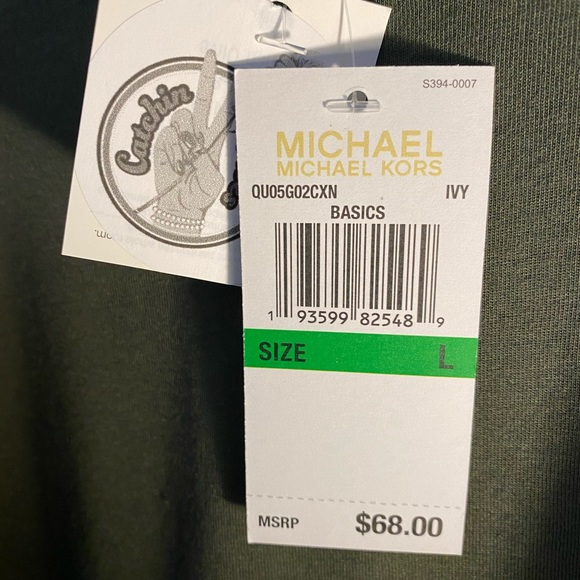 Catchin
S394-0007
MICHAEL
MICHAEL KORS
QU05G02CXN IVY
BASICS
1 93599 82548 9
SIZE L
MSRP $68.00